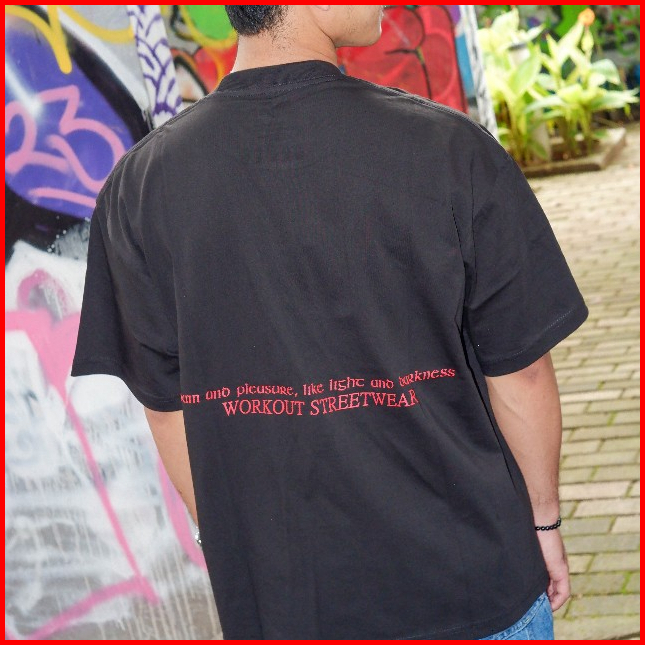 and pleasure, like light and darkness
WORKOUT STREETWEAR